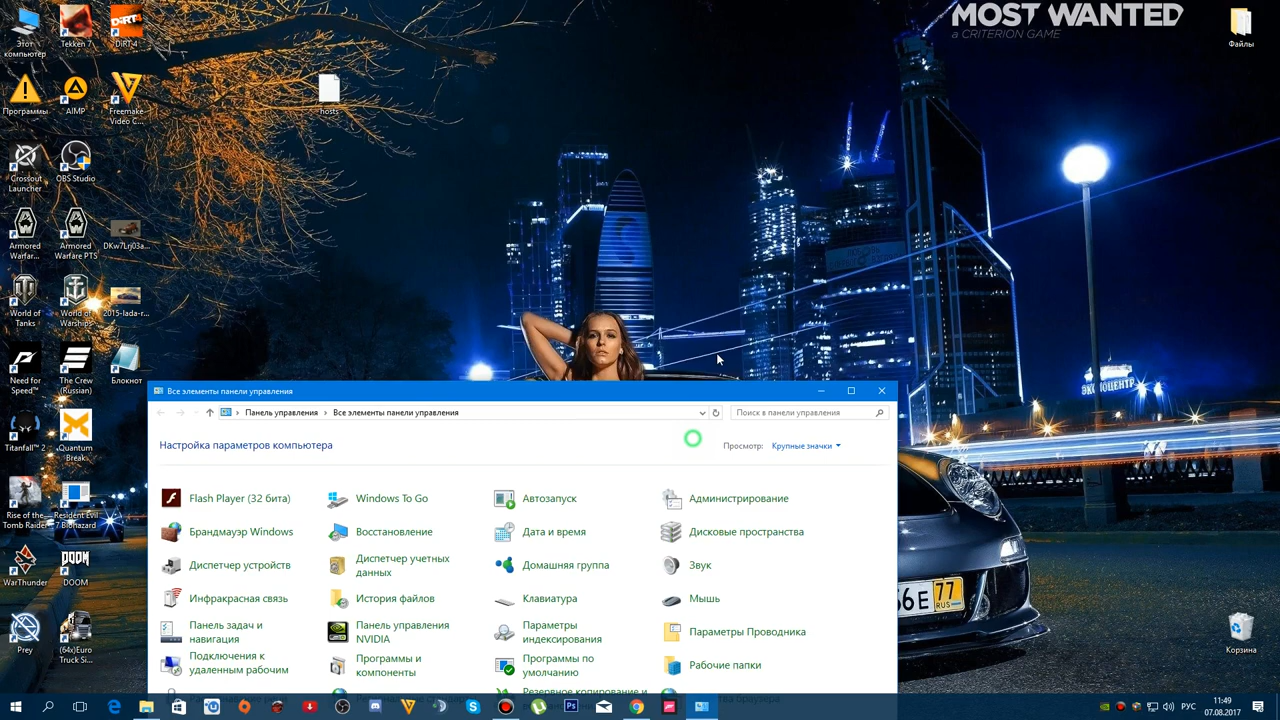 MOST WANTED
a CRITERION GAME
Этот
компьютер
Tekken 7
DiRT 4
Файлы
Программы
AIMP
Freemake
Video C...
hosts
Crossout
Launcher
OBS Studio
Armored
Warfare...
Armored
Warfare PTS
DKw7Lrj03a...
World of
Tanks
World of
Warships
2015-lada-r...
Need for
Speed
The Crew
(Russian)
Блокнот
Titanfall™ 2
Quantum
Break
Rise of the...
Tomb Raider
Resident Evil
7 Biohazard
WarThunder
DOOM
Prey
(64x)Euro
Truck Si...
ЭКСПОЦЕНТР
77
RUS
Корзина
Все элементы панели управления
Панель управления
Все элементы панели управления
Поиск в панели управления
Настройка параметров компьютера
Просмотр:
Крупные значки
Flash Player (32 бита)
Windows To Go
Автозапуск
Администрирование
Брандмауэр Windows
Восстановление
Дата и время
Дисковые пространства
Диспетчер устройств
Диспетчер учетных
данных
Домашняя группа
Звук
Инфракрасная связь
История файлов
Клавиатура
Мышь
Панель задач и
навигация
Панель управления
NVIDIA
Параметры
индексирования
Параметры Проводника
Подключения к
удаленным рабочим
Программы и
компоненты
Программы по
умолчанию
Рабочие папки
Резервное копирование и
РУС
11:49
07.08.2017